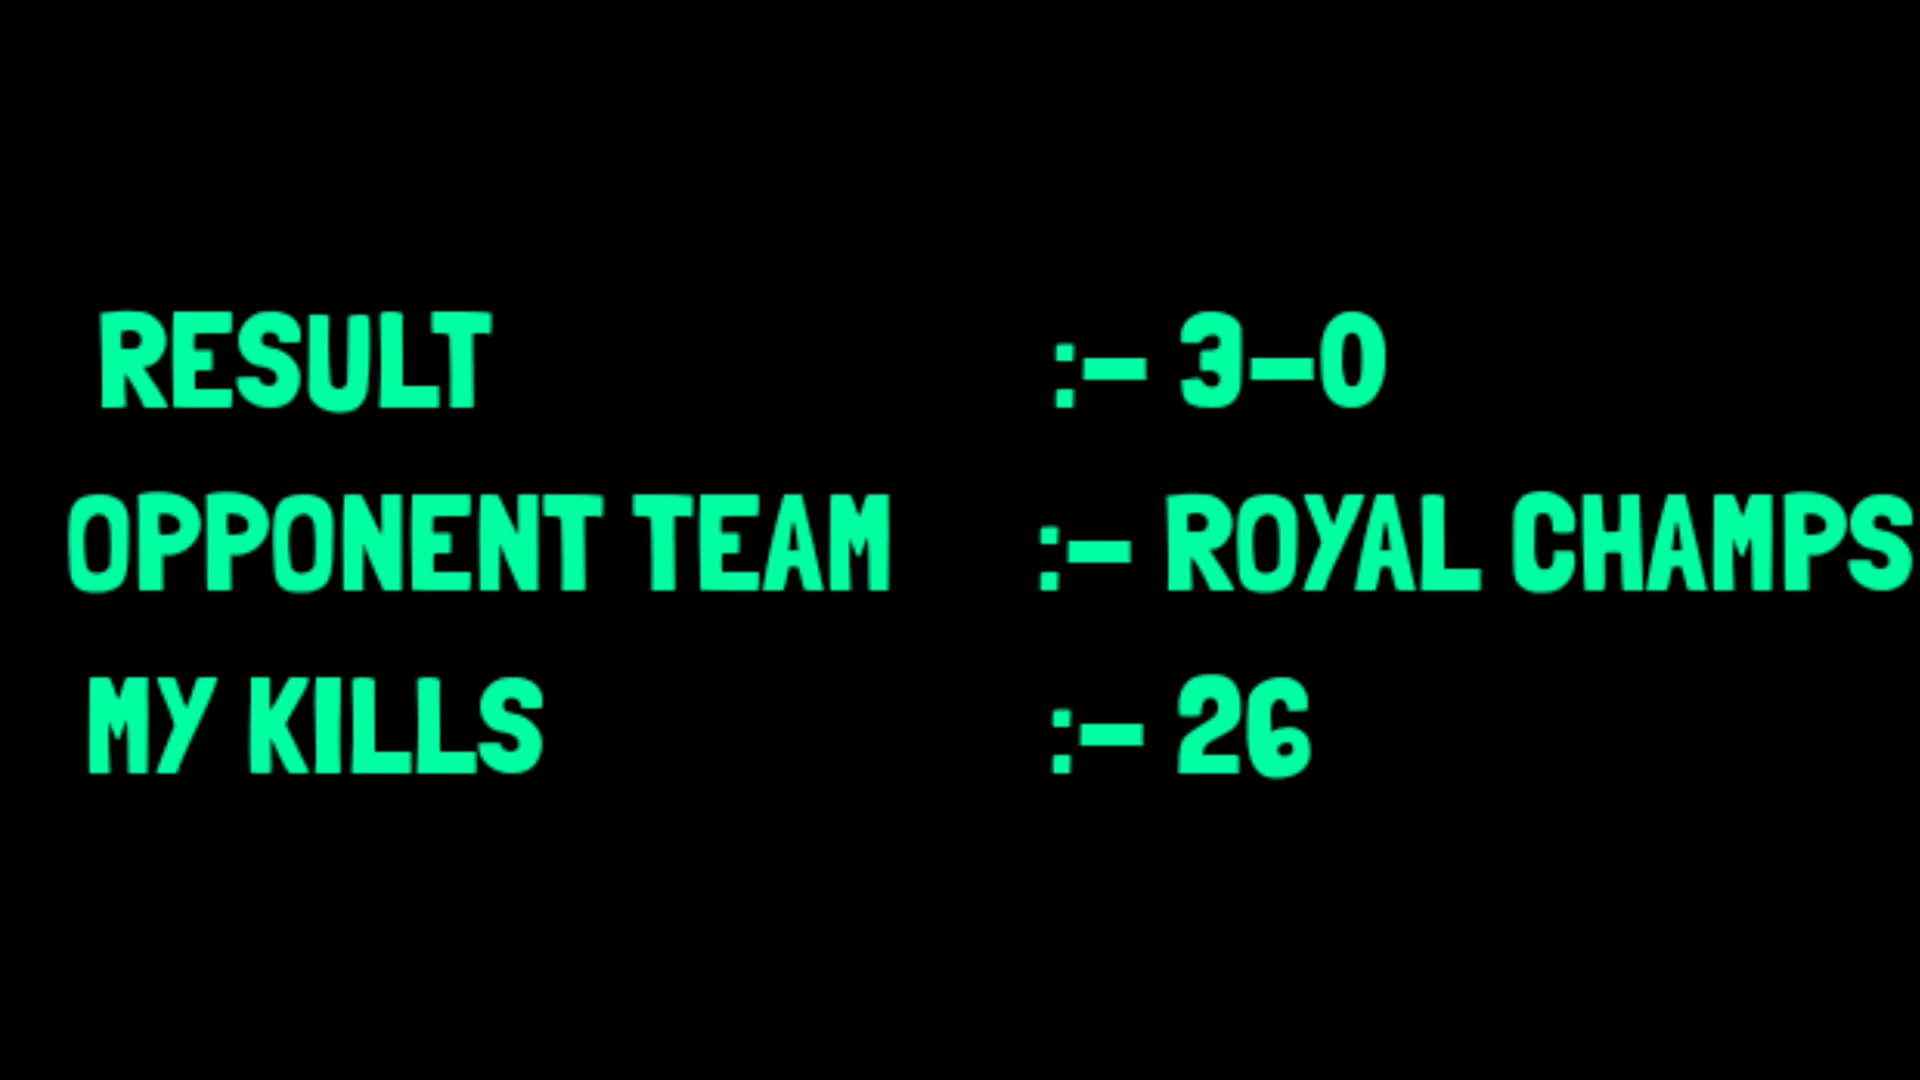 RESULT :- 3-0
OPPONENT TEAM :- ROYAL CHAMPS
MY KILLS :- 26